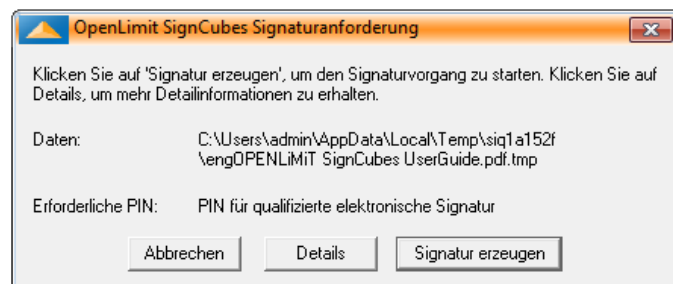 OpenLimit SignCubes Signaturanforderung
Klicken Sie auf 'Signatur erzeugen', um den Signaturvorgang zu starten. Klicken Sie auf
Details, um mehr Detailinformationen zu erhalten.
Daten: C:\Users\admin\AppData\Local\Temp\siq1a152f
\engOPENLiMiT SignCubes UserGuide.pdf.tmp
Erforderliche PIN: PIN für qualifizierte elektronische Signatur
Abbrechen Details Signatur erzeugen